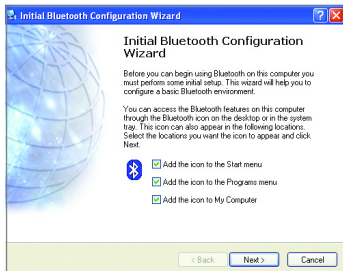 Initial Bluetooth Configuration Wizard
Initial Bluetooth Configuration
Wizard
Before you can begin using Bluetooth on this computer you
must perform some initial setup. This wizard will help you to
configure a basic Bluetooth environment.
You can access the Bluetooth features on this computer
through the Bluetooth icon on the desktop or in the system
tray. This icon can also appear in the following locations.
Select the locations you want the icon to appear and click
Next.
Add the icon to the Start menu
Add the icon to the Programs menu
Add the icon to My Computer
< Back
Next >
Cancel